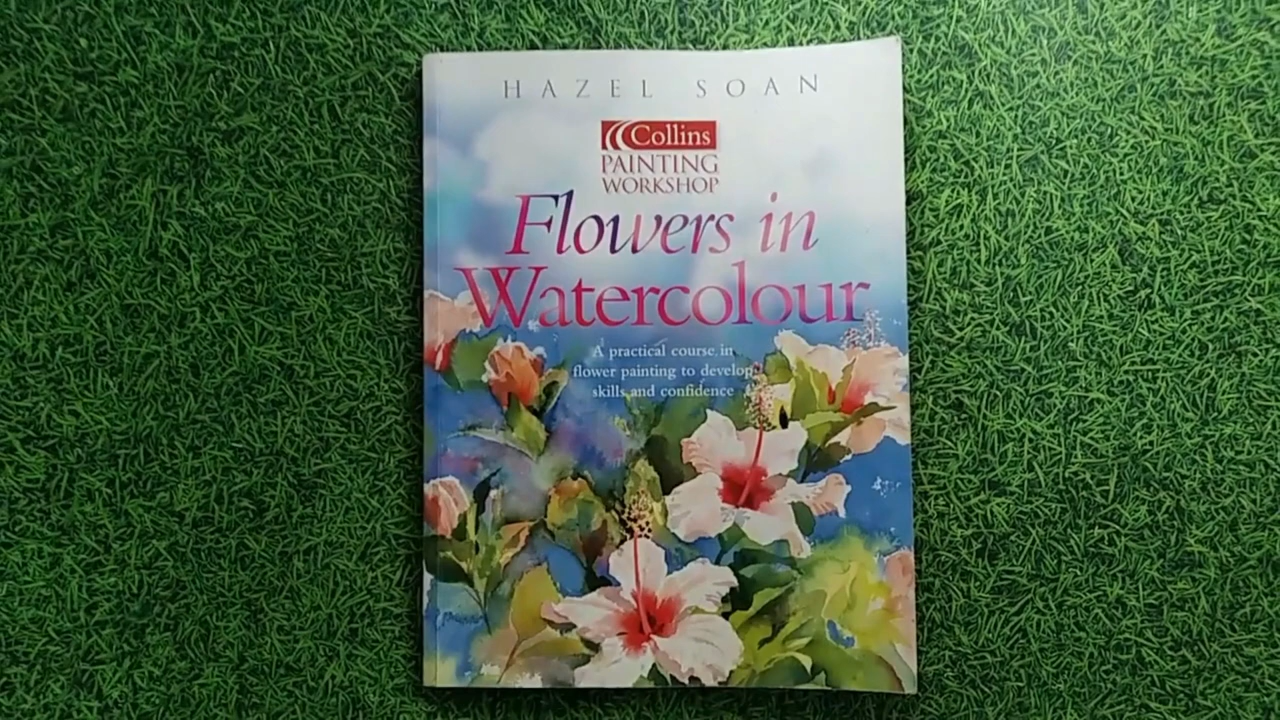 HAZEL SOAN
Collins
PAINTING
WORKSHOP
Flowers in
Watercolour
A practical course in
flower painting to develop
skills and confidence